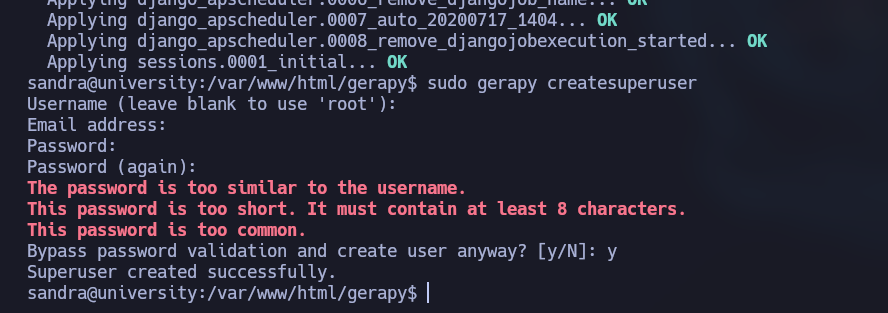 Applying django_apscheduler.0006_remove_djangojob_name... OK
Applying django_apscheduler.0007_auto_20200717_1404... OK
Applying django_apscheduler.0008_remove_djangojobexecution_started... OK
Applying sessions.0001_initial... OK
sandra@university:/var/www/html/gerapy$ sudo gerapy createsuperuser
Username (leave blank to use 'root'):
Email address:
Password:
Password (again):
The password is too similar to the username.
This password is too short. It must contain at least 8 characters.
This password is too common.
Bypass password validation and create user anyway? [y/N]: y
Superuser created successfully.
sandra@university:/var/www/html/gerapy$